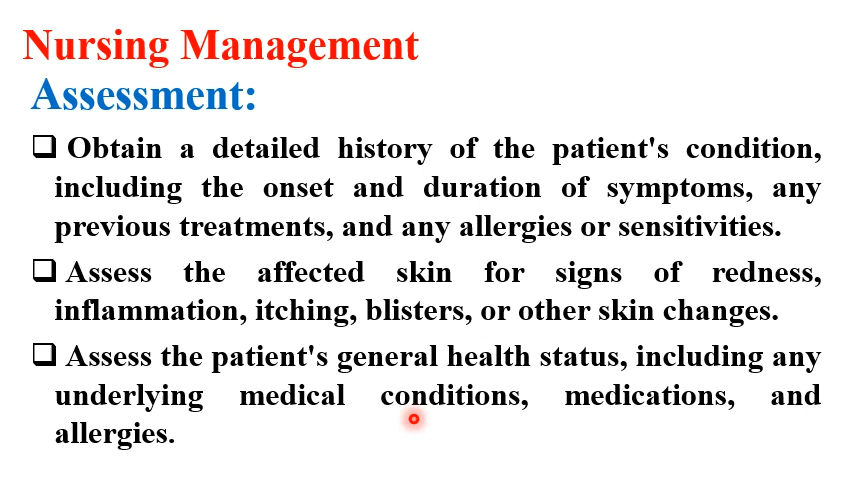 Nursing Management
Assessment:
❑ Obtain a detailed history of the patient's condition,
including the onset and duration of symptoms, any
previous treatments, and any allergies or sensitivities.
❑ Assess the affected skin for signs of redness,
inflammation, itching, blisters, or other skin changes.
❑ Assess the patient's general health status, including any
underlying medical conditions, medications, and
allergies.